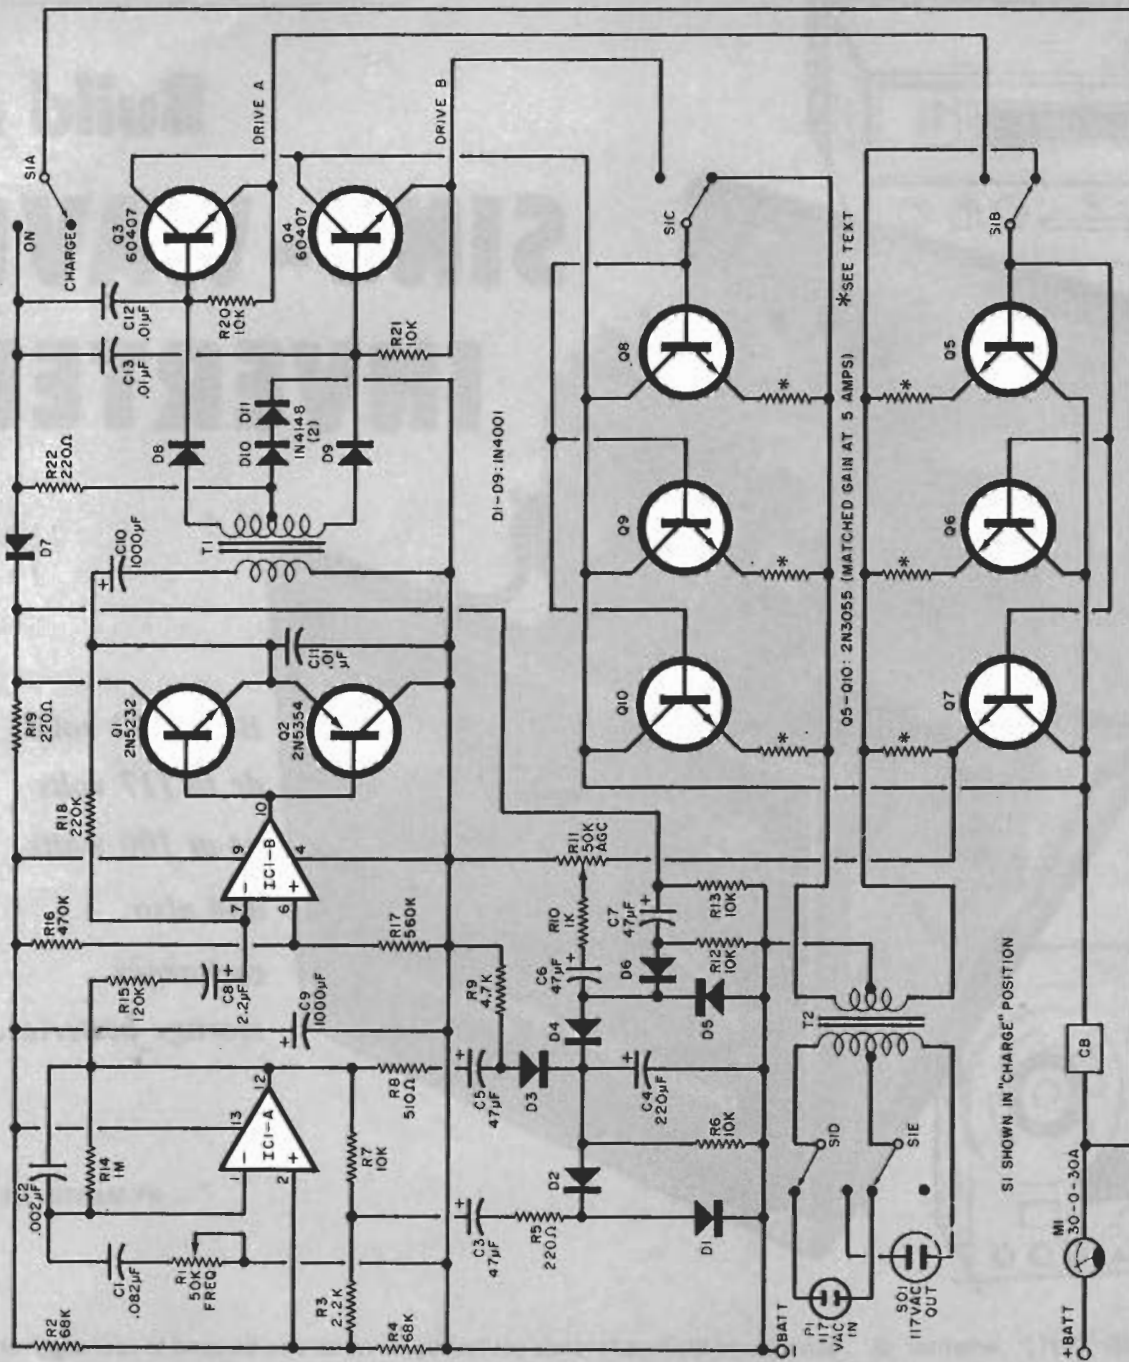 S1A
ON
CHARGE
DRIVE A
DRIVE B
Q3
60407
Q4
60407
C12
.01µF
C13
.01µF
R20
10K
R21
10K
R22
220Ω
D8
D11
D10
1N4148
(2)
D9
T1
D7
C10
1000µF
+
R19
220Ω
Q1
2N5232
Q2
2N5354
C11
.01
µF
R18
220K
10
9
4
IC1-B
-
+
7
6
R16
470K
R17
560K
R15
120K
C8
2.2µF
+
C9
1000µF
+
C2
.002µF
R14
1M
13
12
IC1-A
-
+
1
2
R8
510Ω
R7
10K
C1
.082µF
R1
50K
FREQ
R2
68K
R3
2.2K
R4
68K
R9
4.7K
C5
47µF
+
D3
D4
C6
47µF
+
R10
1K
R11
50K
AGC
C7
47µF
+
R13
10K
R12
10K
D6
D5
C4
220µF
+
R6
10K
D2
D1
C3
47µF
+
R5
220Ω
D1-D9: 1N4001
S1C
S1B
Q8
Q9
Q10
Q5
Q6
Q7
*
*
*
*
*
*
Q5-Q10: 2N3055 (MATCHED GAIN AT 5 AMPS)
*SEE TEXT
T2
S1D
S1E
P1
117
VAC
IN
SO1
117VAC
OUT
-BATT
S1 SHOWN IN "CHARGE" POSITION
CB
M1
30-0-30A
+BATT